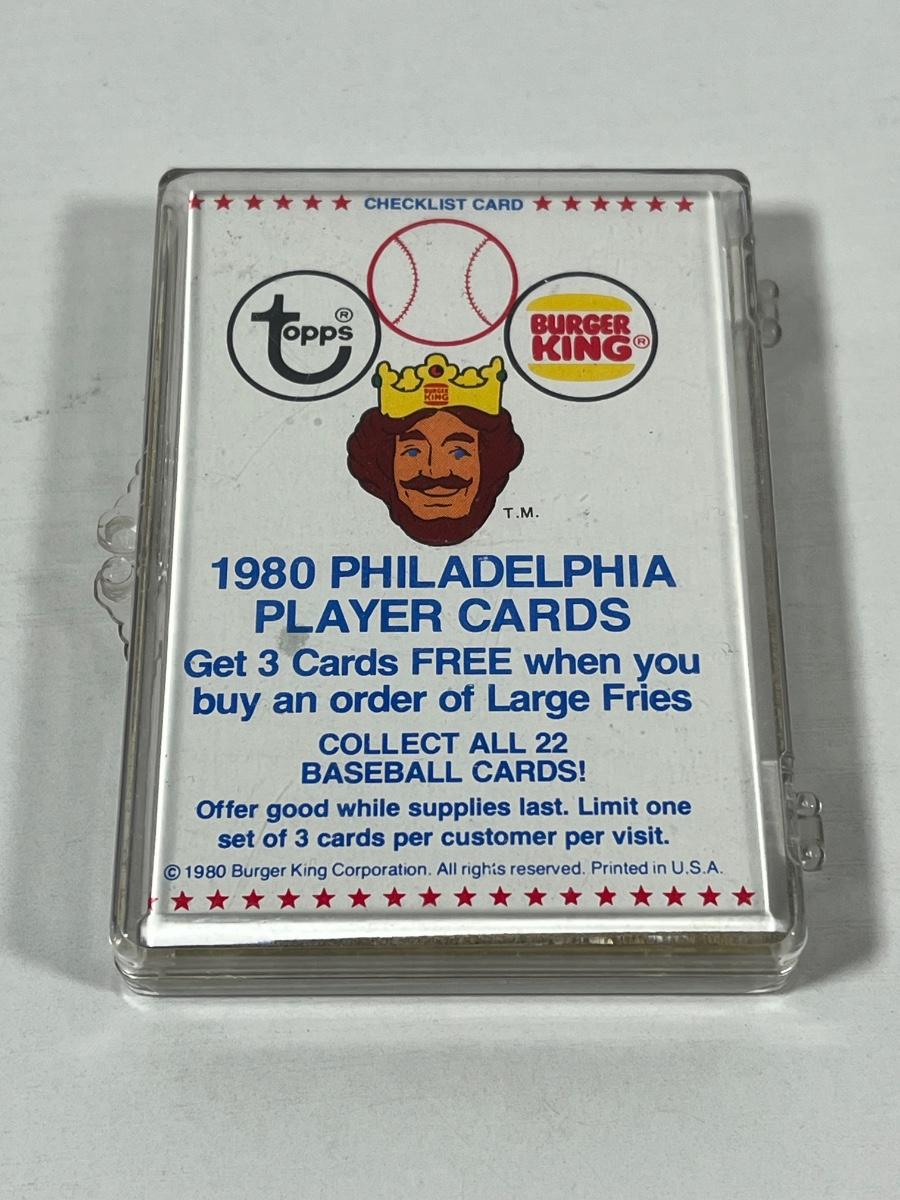 CHECKLIST CARD
topps®
BURGER
KING®
BURGER
KING
T.M.
1980 PHILADELPHIA
PLAYER CARDS
Get 3 Cards FREE when you
buy an order of Large Fries
COLLECT ALL 22
BASEBALL CARDS!
Offer good while supplies last. Limit one
set of 3 cards per customer per visit.
© 1980 Burger King Corporation. All rights reserved. Printed in U.S.A.